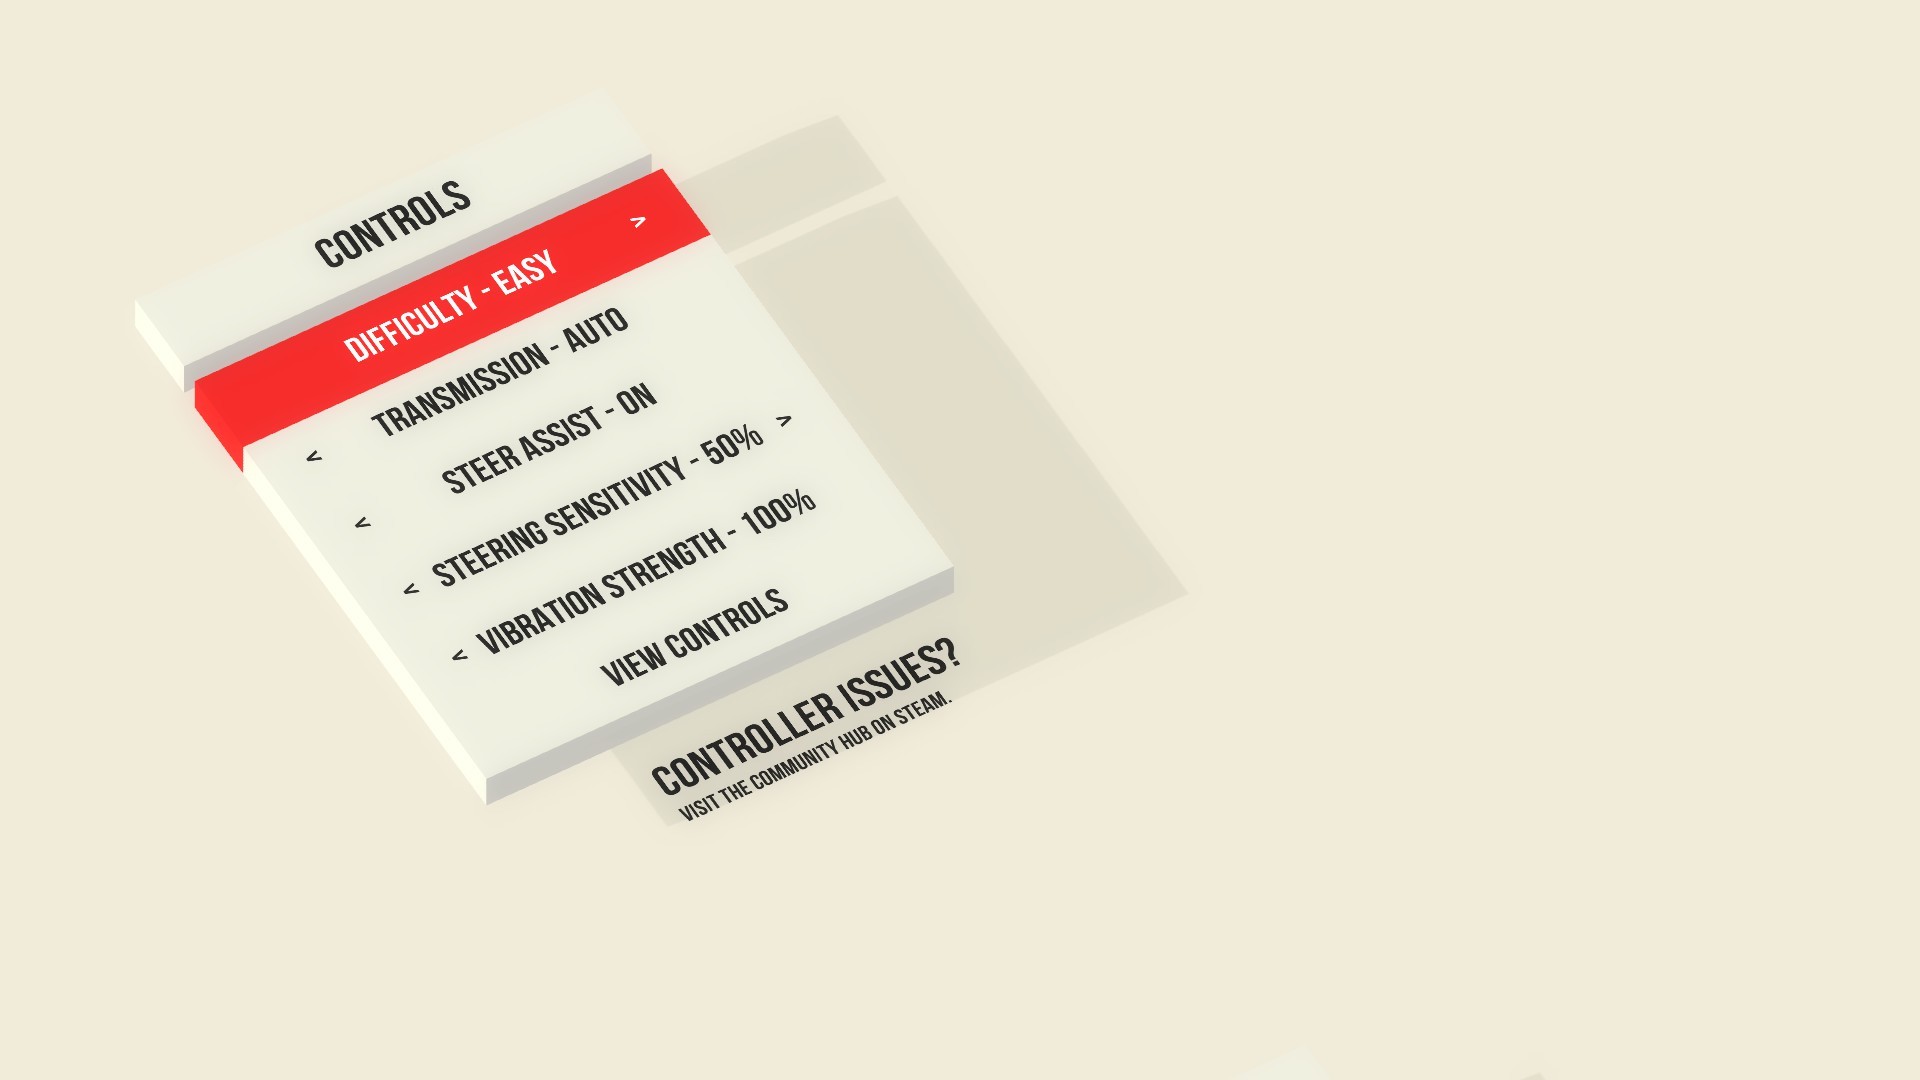 CONTROLS
DIFFICULTY - EASY >
< TRANSMISSION - AUTO
< STEER ASSIST - ON
< STEERING SENSITIVITY - 50% >
< VIBRATION STRENGTH - 100%
VIEW CONTROLS
CONTROLLER ISSUES?
VISIT THE COMMUNITY HUB ON STEAM.